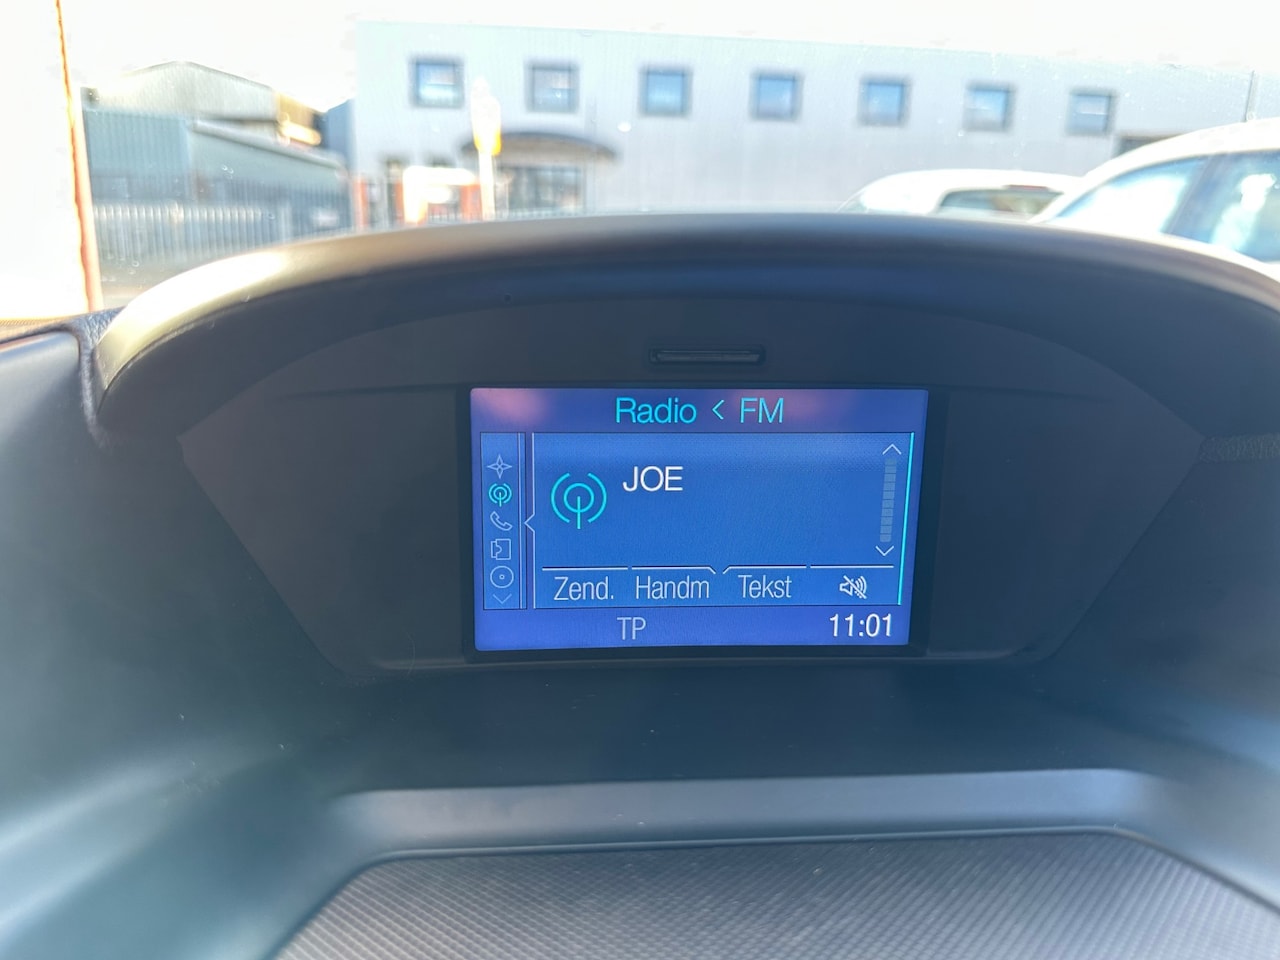 Radio < FM
JOE
Zend. Handm Tekst
TP 11:01